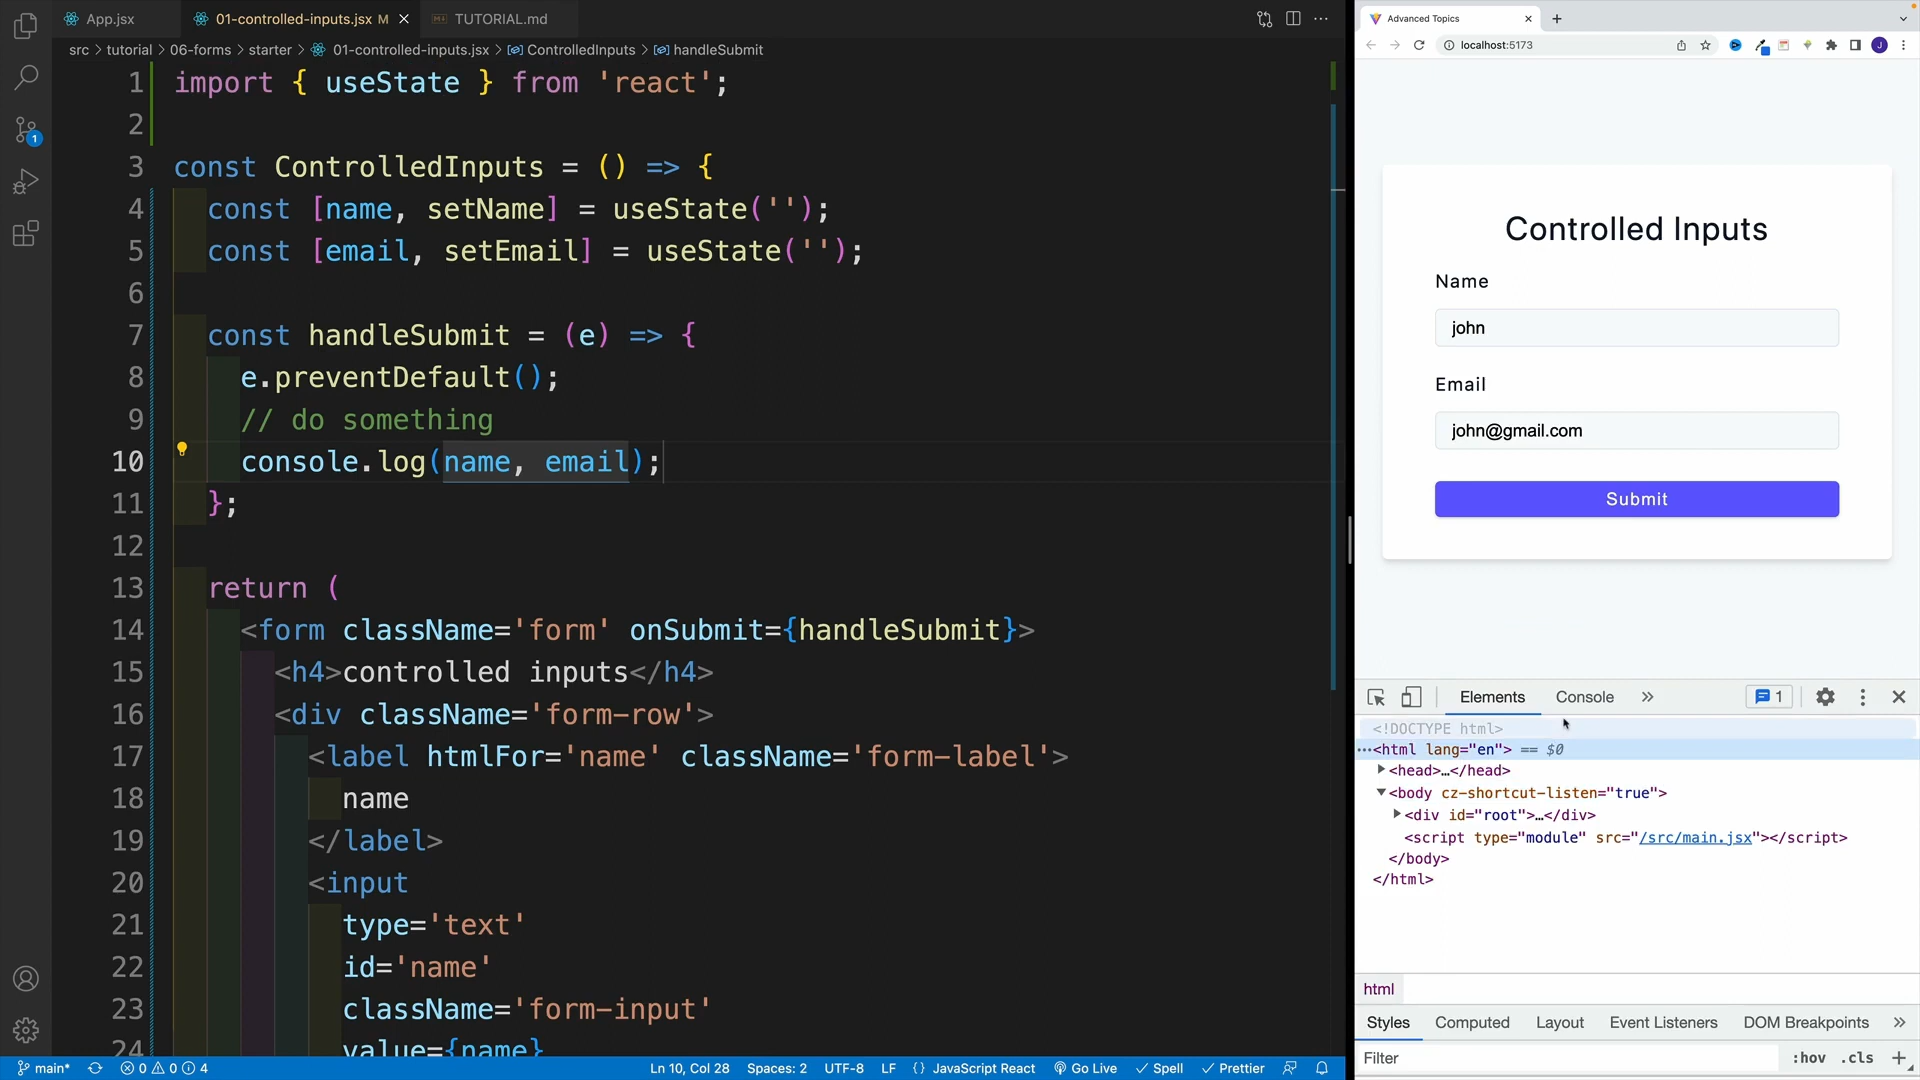 App.jsx
01-controlled-inputs.jsx M
TUTORIAL.md
src > tutorial > 06-forms > starter > 01-controlled-inputs.jsx > ControlledInputs > handleSubmit
1 import { useState } from 'react';
2
3 const ControlledInputs = () => {
4 const [name, setName] = useState('');
5 const [email, setEmail] = useState('');
6
7 const handleSubmit = (e) => {
8 e.preventDefault();
9 // do something
10 console.log(name, email);
11 };
12
13 return (
14 <form className='form' onSubmit={handleSubmit}>
15 <h4>controlled inputs</h4>
16 <div className='form-row'>
17 <label htmlFor='name' className='form-label'>
18 name
19 </label>
20 <input
21 type='text'
22 id='name'
23 className='form-input'
24 value={name}
1
main* 0 0 4
Ln 10, Col 28 Spaces: 2 UTF-8 LF {} JavaScript React Go Live Spell Prettier
Advanced Topics
localhost:5173
J
Controlled Inputs
Name
john
Email
john@gmail.com
Submit
Elements Console » 1
<!DOCTYPE html>
<html lang="en"> == $0
<head>…</head>
<body cz-shortcut-listen="true">
<div id="root">…</div>
<script type="module" src="/src/main.jsx"></script>
</body>
</html>
html
Styles Computed Layout Event Listeners DOM Breakpoints »
Filter :hov .cls +